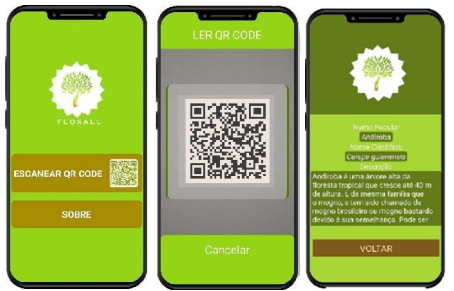 FLORALL
ESCANEAR QR CODE
SOBRE
LER QR CODE
Cancelar
Nome Popular
Andiroba
Nome Científico
Carapa guianensis
Descrição
Andiroba é uma árvore alta da
floresta tropical que cresce até 40 m
de altura. É da mesma família que
o mogno, e tem sido chamado de
mogno brasileiro ou mogno bastardo
devido à sua semelhança. Pode ser
VOLTAR